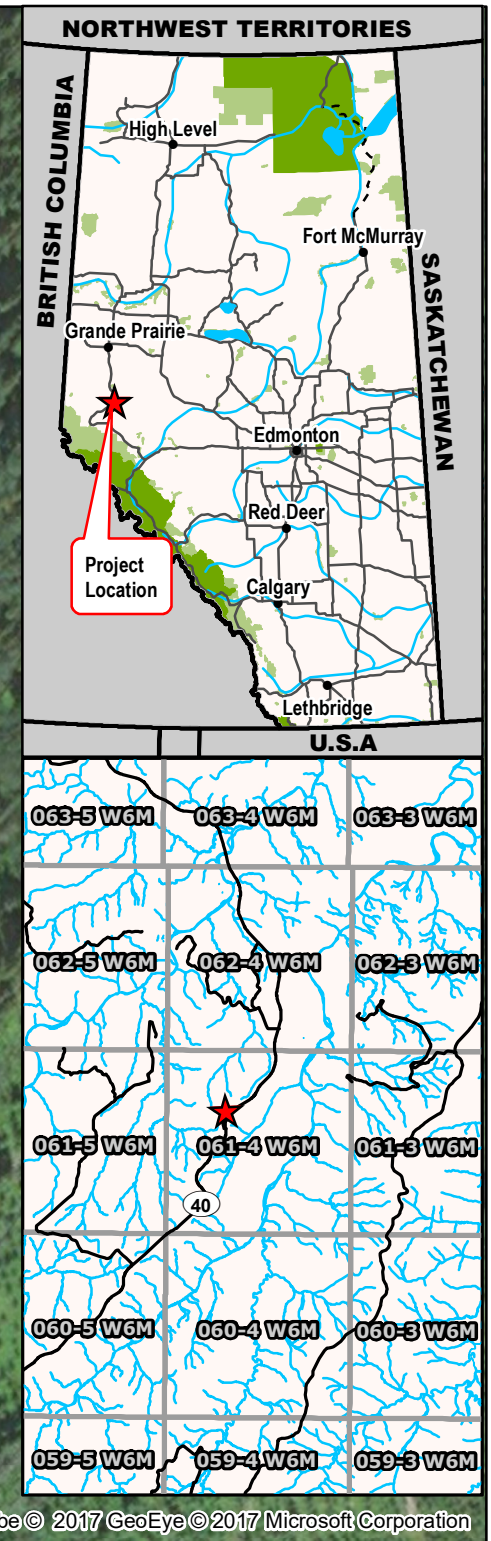 NORTHWEST TERRITORIES
BRITISH COLUMBIA
High Level
Fort McMurray
SASKATCHEWAN
Grande Prairie
Edmonton
Red Deer
Project
Location
Calgary
Lethbridge
U.S.A
063-5 W6M 063-4 W6M 063-3 W6M
062-5 W6M 062-4 W6M 062-3 W6M
061-5 W6M 061-4 W6M 061-3 W6M
40
060-5 W6M 060-4 W6M 060-3 W6M
059-5 W6M 059-4 W6M 059-3 W6M
© 2017 GeoEye © 2017 Microsoft Corporation